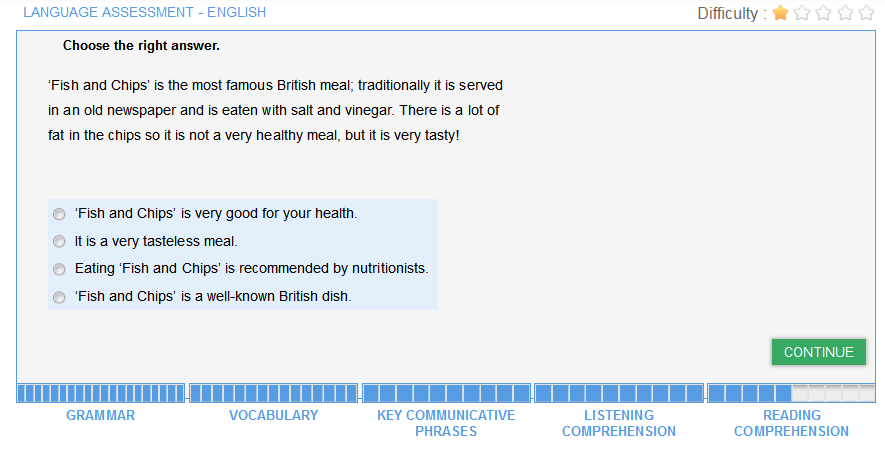 LANGUAGE ASSESSMENT - ENGLISH
Difficulty :
Choose the right answer.
‘Fish and Chips’ is the most famous British meal; traditionally it is served
in an old newspaper and is eaten with salt and vinegar. There is a lot of
fat in the chips so it is not a very healthy meal, but it is very tasty!
‘Fish and Chips’ is very good for your health.
It is a very tasteless meal.
Eating ‘Fish and Chips’ is recommended by nutritionists.
‘Fish and Chips’ is a well-known British dish.
CONTINUE
GRAMMAR
VOCABULARY
KEY COMMUNICATIVE
PHRASES
LISTENING
COMPREHENSION
READING
COMPREHENSION